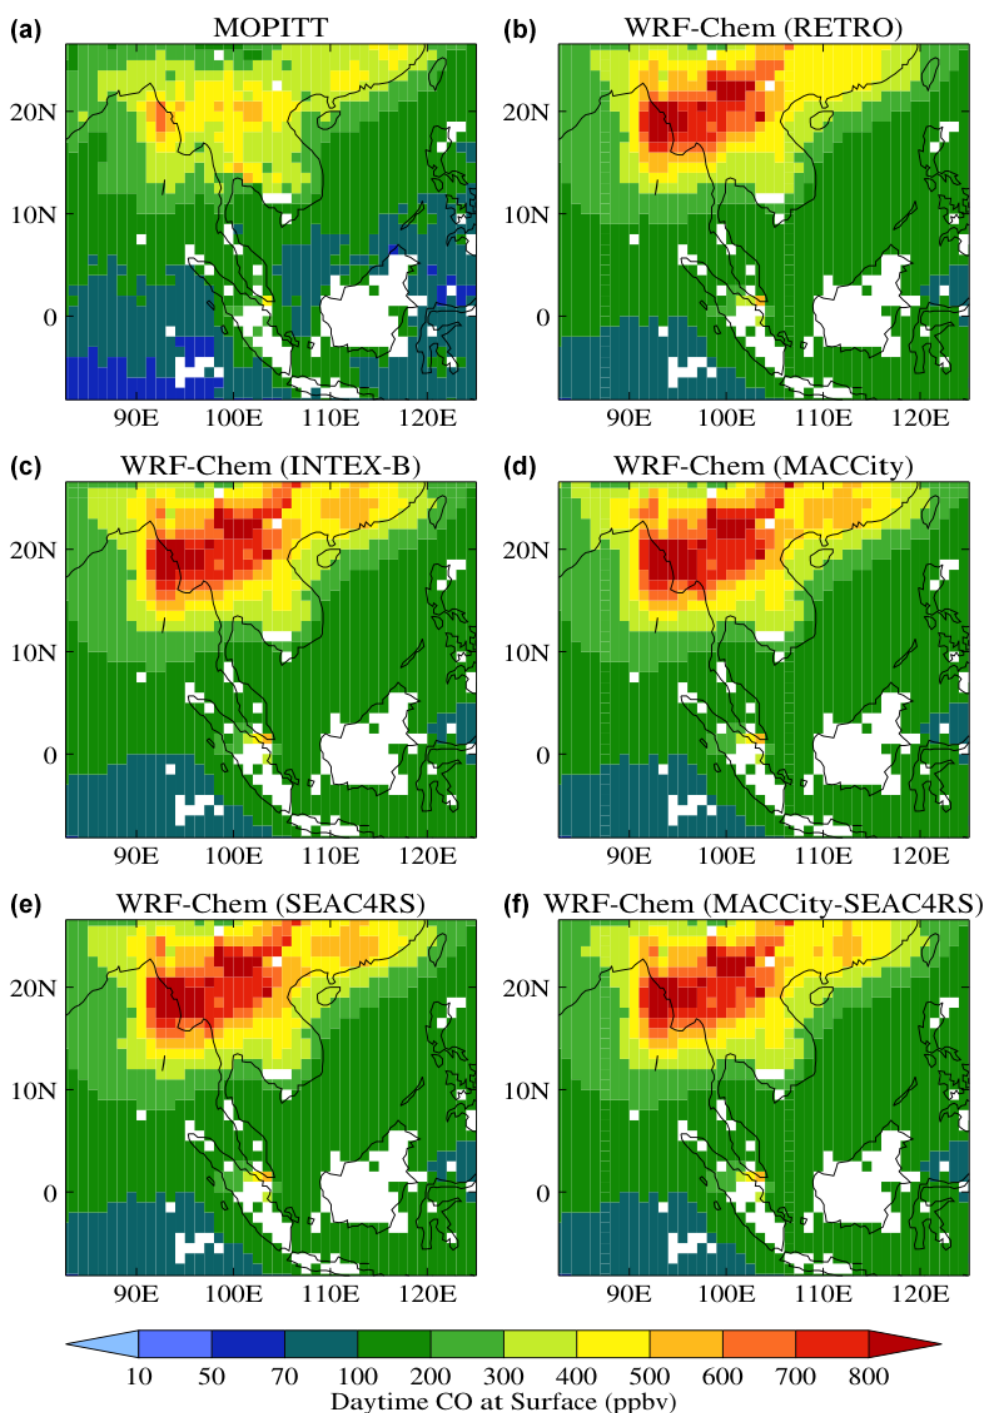 (a) MOPITT
(b) WRF-Chem (RETRO)
20N
10N
0
90E 100E 110E 120E
20N
10N
0
90E 100E 110E 120E
(c) WRF-Chem (INTEX-B)
(d) WRF-Chem (MACCity)
20N
10N
0
90E 100E 110E 120E
20N
10N
0
90E 100E 110E 120E
(e) WRF-Chem (SEAC4RS)
(f) WRF-Chem (MACCity-SEAC4RS)
20N
10N
0
90E 100E 110E 120E
20N
10N
0
90E 100E 110E 120E
10 50 70 100 200 300 400 500 600 700 800
Daytime CO at Surface (ppbv)